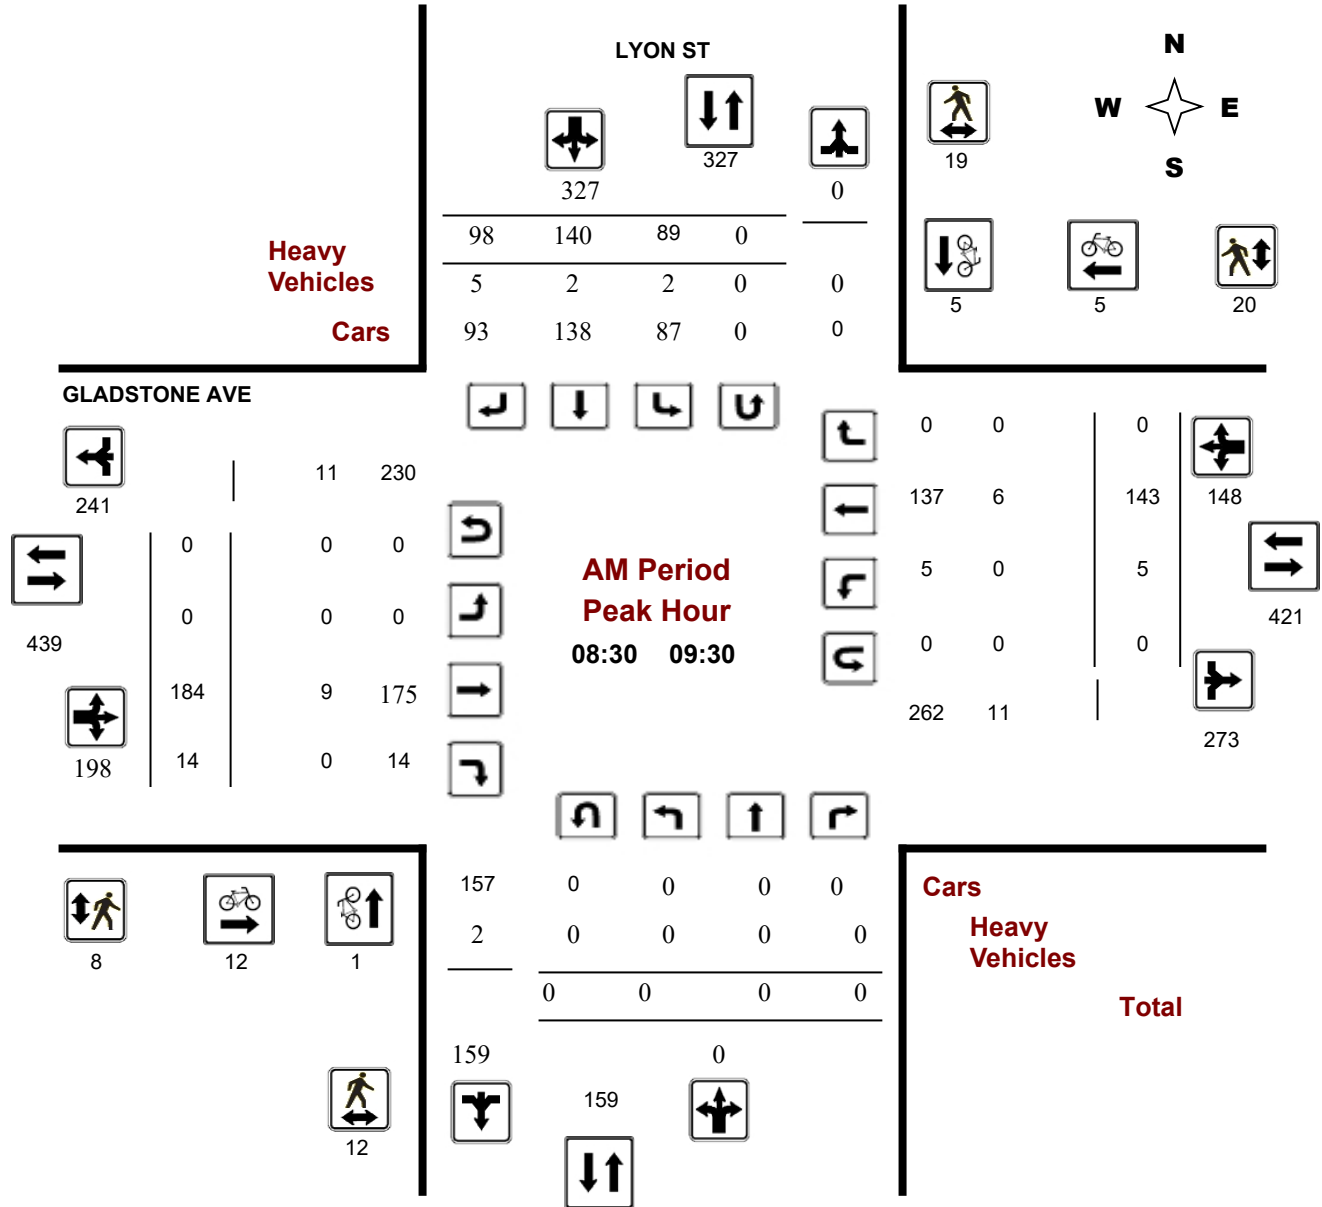 LYON ST
N
W E
S
327
327
0
19
98 140 89 0
Heavy
Vehicles
5 2 2 0 0
5 5 20
Cars
93 138 87 0 0
GLADSTONE AVE
0 0 0
11 230
241
137 6 143 148
0 0 0
AM Period
5 0 5
0 0 0
Peak Hour
421
439
08:30 09:30
0 0 0
184 9 175
262 11
273
198
14 0 14
157 0 0 0 0
Cars
2 0 0 0 0
Heavy
Vehicles
8 12 1
0 0 0 0
Total
159 0
159
12